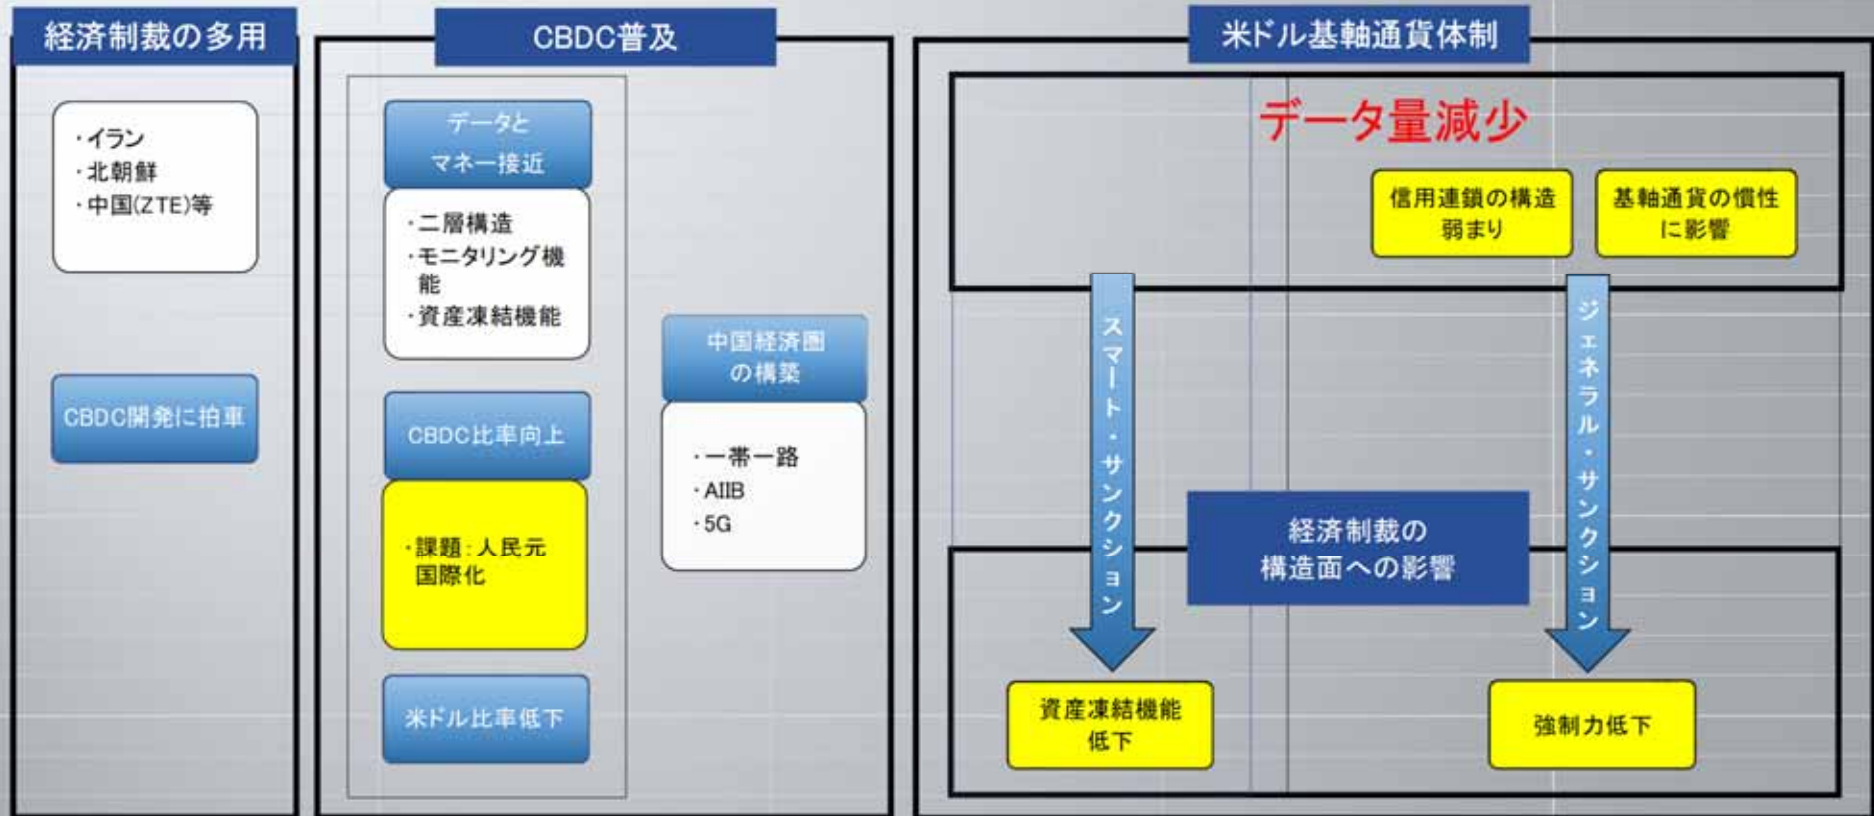 経済制裁の多用
・イラン
・北朝鮮
・中国(ZTE)等
CBDC開発に拍車
CBDC普及
データと
マネー接近
・二層構造
・モニタリング機
能
・資産凍結機能
CBDC比率向上
・課題：人民元
国際化
米ドル比率低下
中国経済圏
の構築
・一帯一路
・AIIB
・5G
米ドル基軸通貨体制
データ量減少
信用連鎖の構造
弱まり
基軸通貨の慣性
に影響
スマート・サンクション
ジェネラル・サンクション
経済制裁の
構造面への影響
資産凍結機能
低下
強制力低下